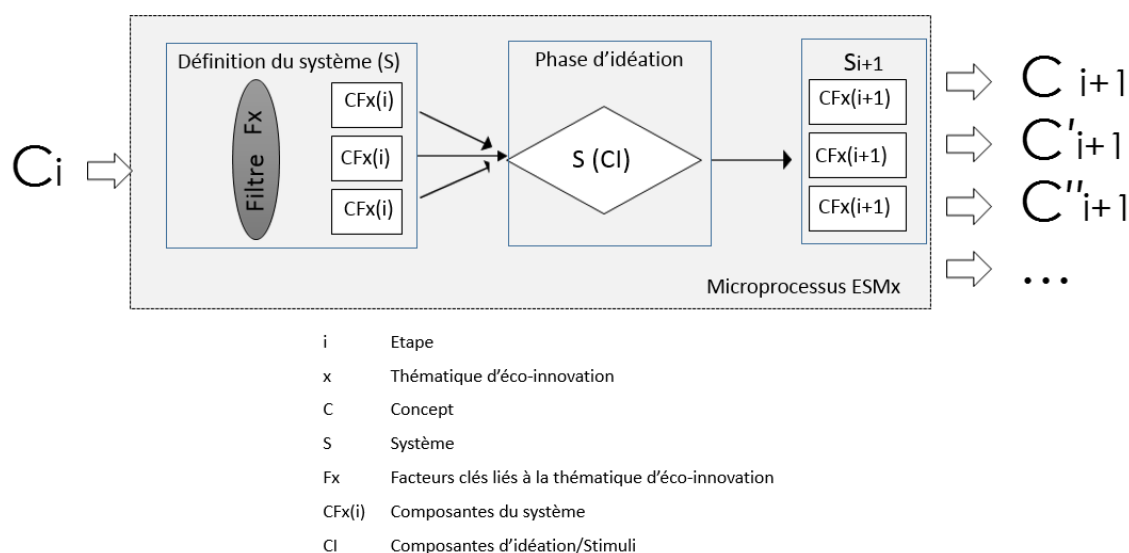 Ci
Définition du système (S)
Filtre Fx
CFx(i)
CFx(i)
CFx(i)
Phase d'idéation
S (CI)
Si+1
CFx(i+1)
CFx(i+1)
CFx(i+1)
Microprocessus ESMx
C i+1
C'i+1
C"i+1
...
i Etape
x Thématique d'éco-innovation
C Concept
S Système
Fx Facteurs clés liés à la thématique d'éco-innovation
CFx(i) Composantes du système
CI Composantes d'idéation/Stimuli